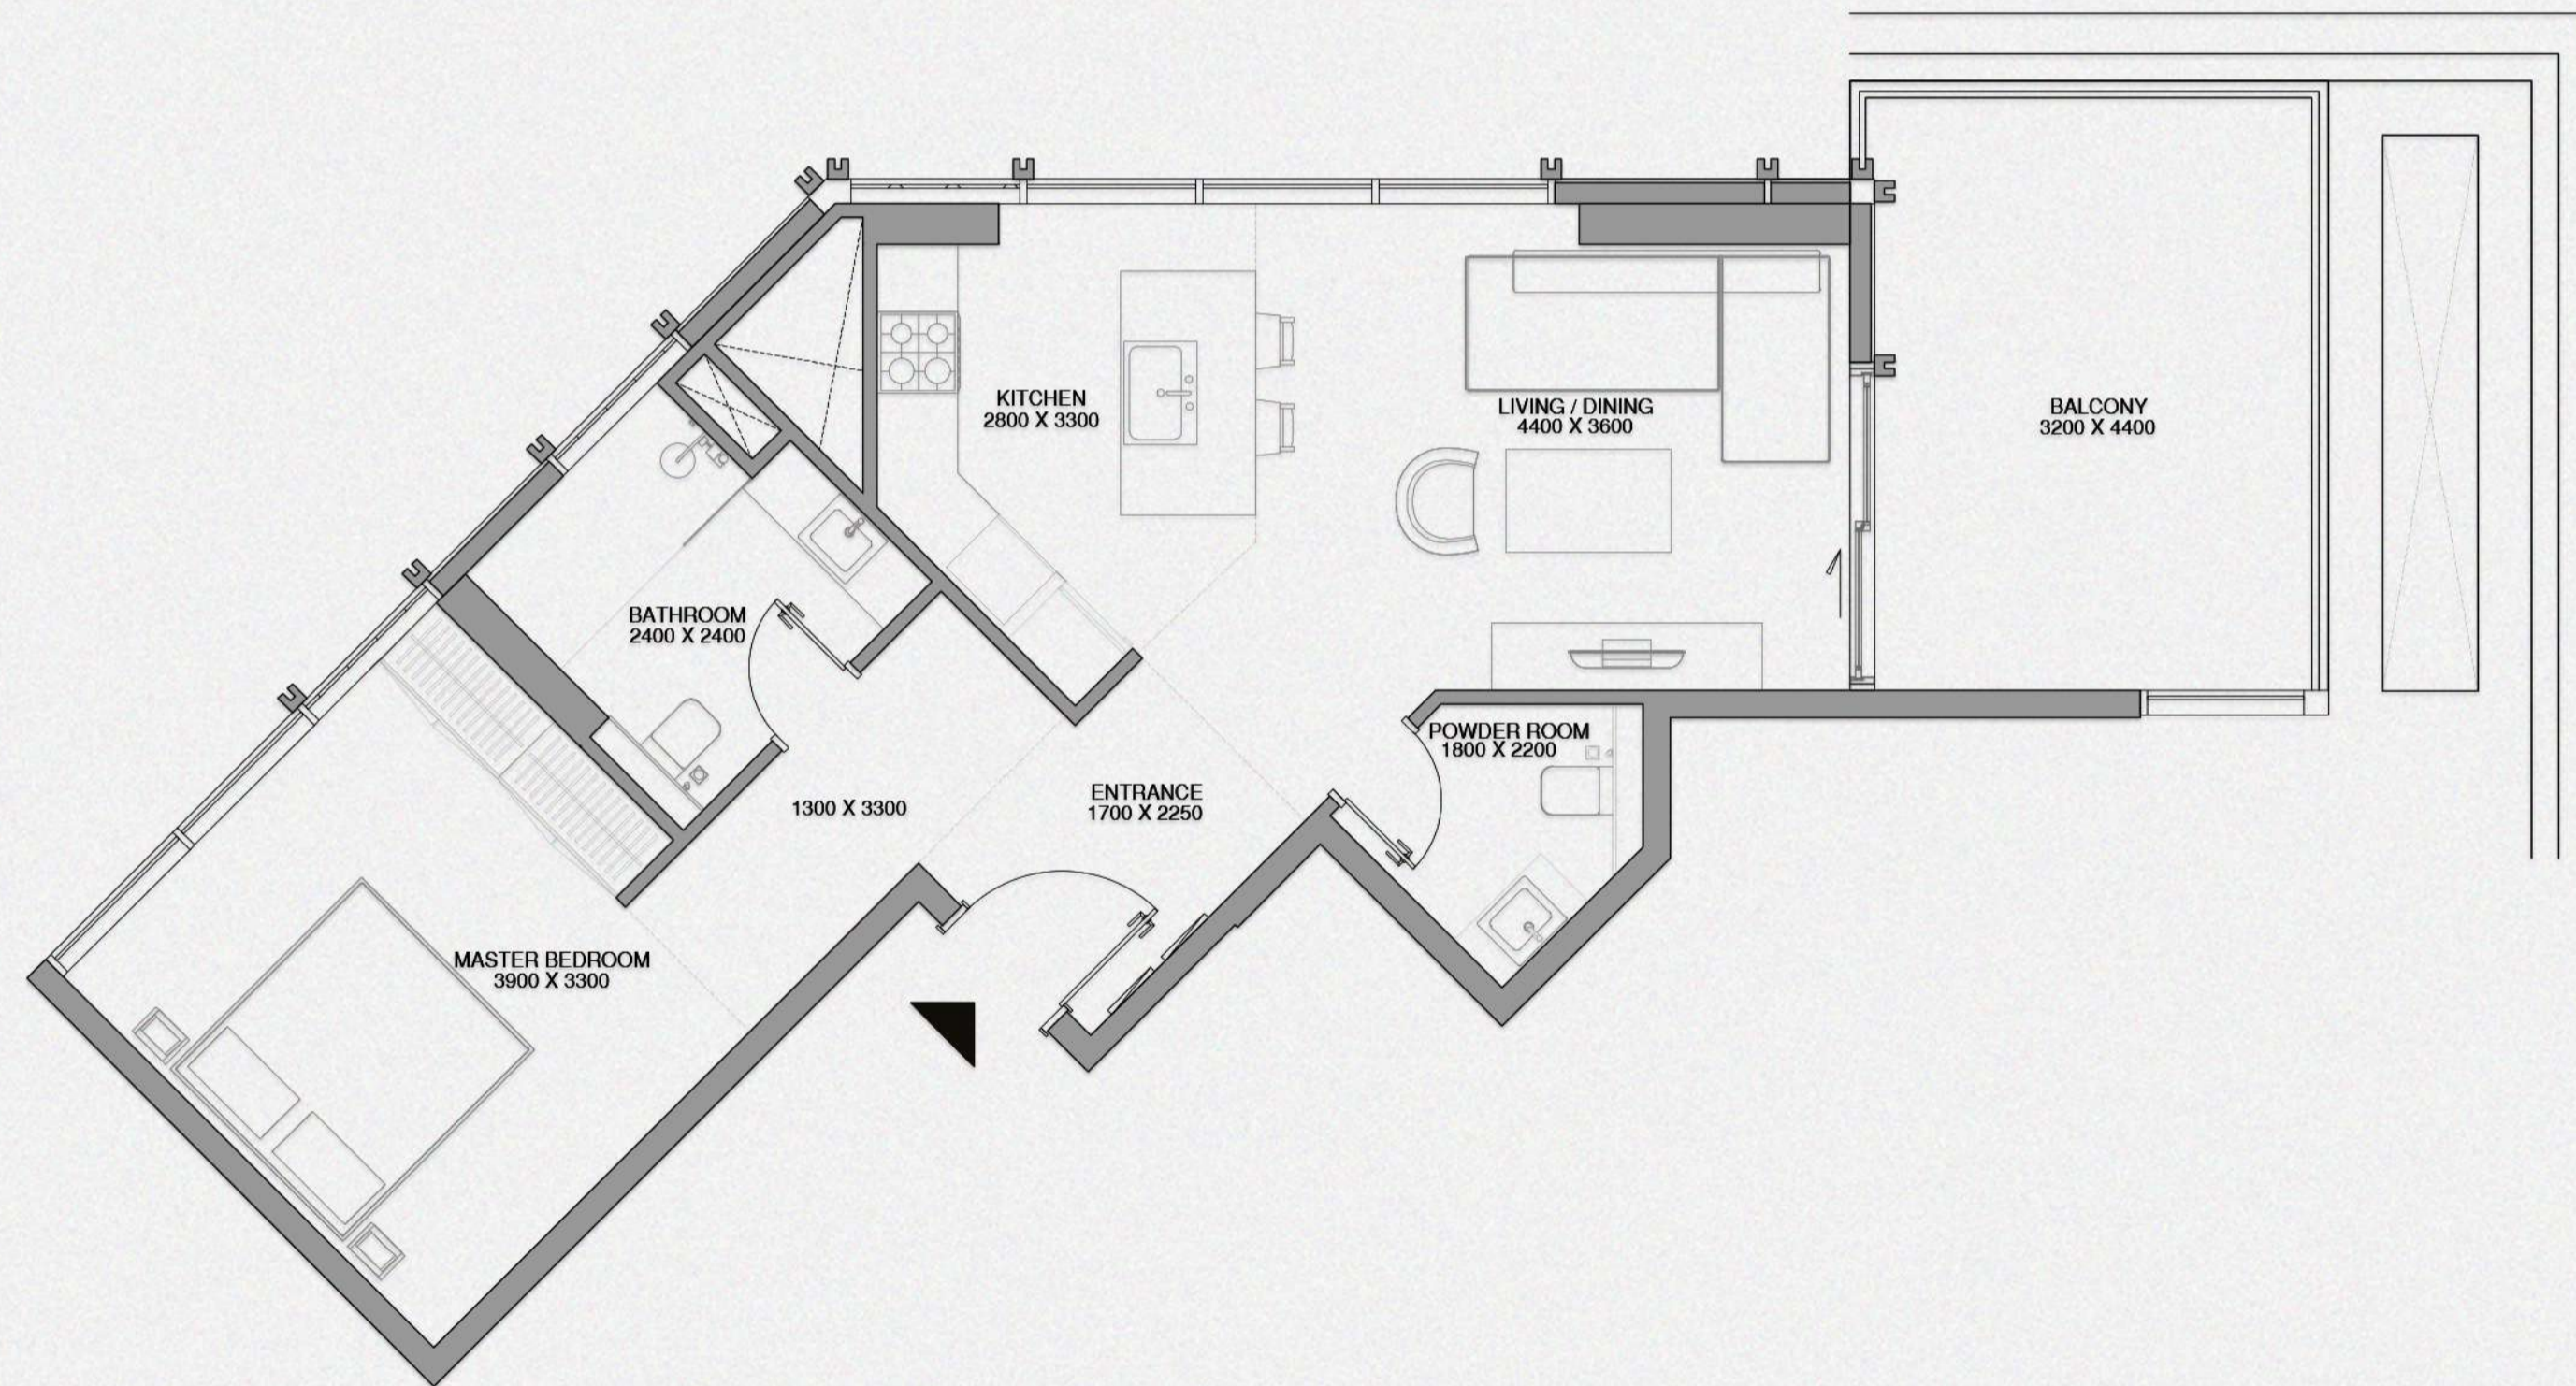 KITCHEN
2800 X 3300
LIVING / DINING
4400 X 3600
BALCONY
3200 X 4400
BATHROOM
2400 X 2400
POWDER ROOM
1800 X 2200
1300 X 3300
ENTRANCE
1700 X 2250
MASTER BEDROOM
3900 X 3300